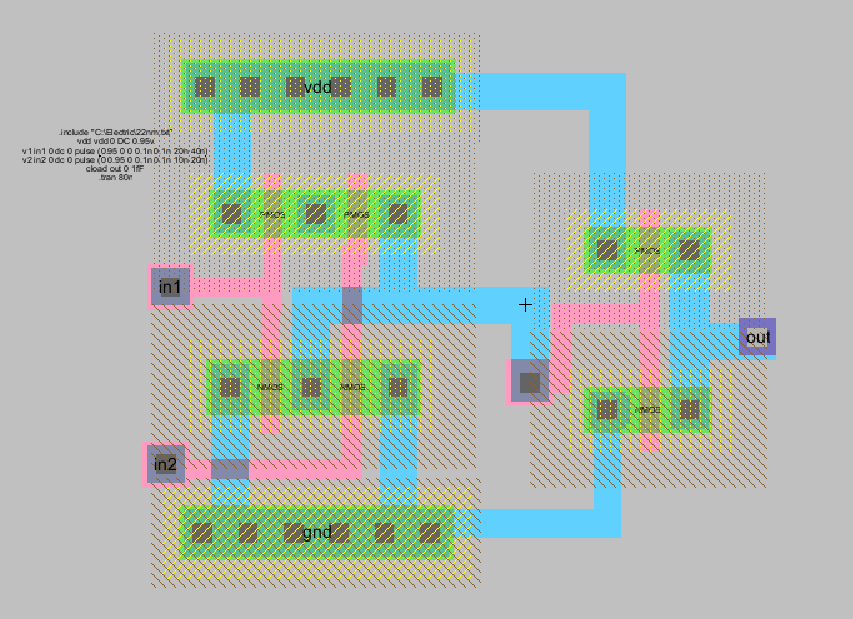 vdd
.include "C:\Electric\22nm.txt"
vdd vdd 0 DC 0.95v
v1 in1 0 dc 0 pulse (0.95 0 0 0.1n 0.1n 20n 40n)
v2 in2 0 dc 0 pulse (0 0.95 0 0.1n 0.1n 10n 20n)
cload out 0 1fF
.tran 80n
PMOS PMOS
PMOS
in1
out
NMOS NMOS
NMOS
in2
gnd